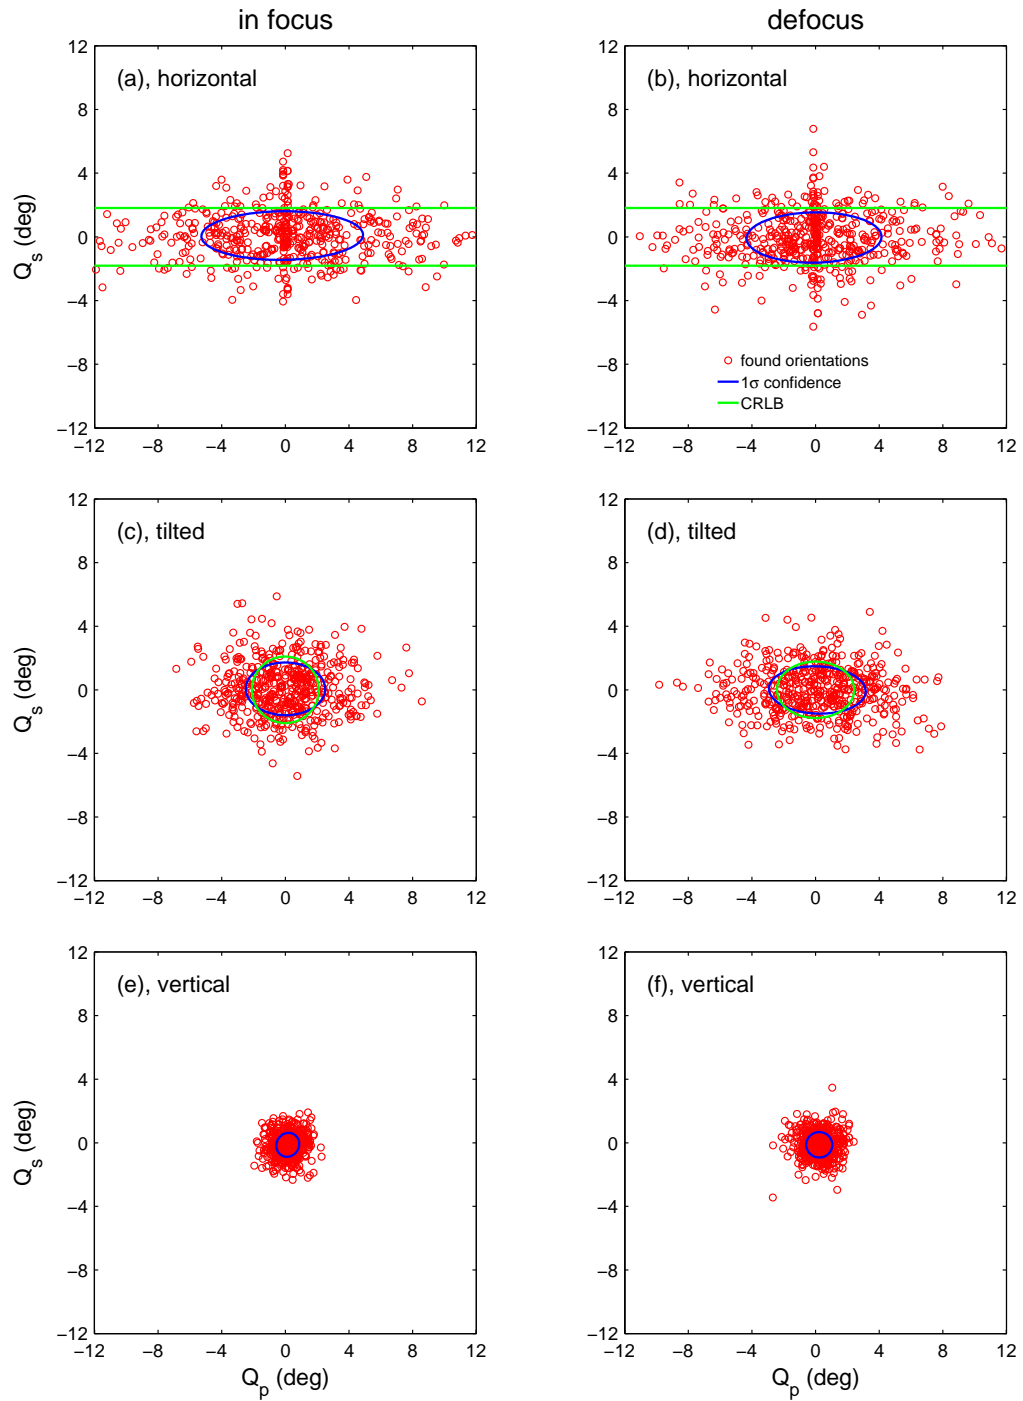 in focus
defocus
(a), horizontal
(b), horizontal
12
8
4
0
−4
−8
−12
Q_s (deg)
−12 −8 −4 0 4 8 12
12
8
4
0
−4
−8
−12
found orientations
1σ confidence
CRLB
−12 −8 −4 0 4 8 12
(c), tilted
(d), tilted
12
8
4
0
−4
−8
−12
Q_s (deg)
−12 −8 −4 0 4 8 12
12
8
4
0
−4
−8
−12
−12 −8 −4 0 4 8 12
(e), vertical
(f), vertical
12
8
4
0
−4
−8
−12
Q_s (deg)
−12 −8 −4 0 4 8 12
Q_p (deg)
12
8
4
0
−4
−8
−12
−12 −8 −4 0 4 8 12
Q_p (deg)